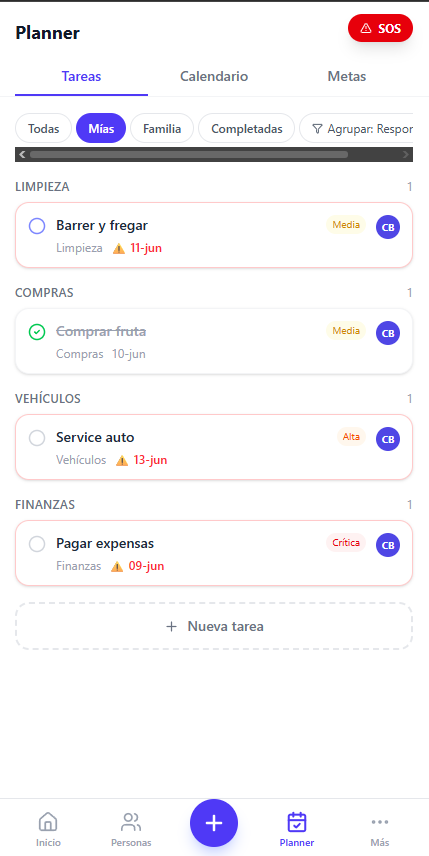 Planner
SOS
Tareas Calendario Metas
Todas Mías Familia Completadas Agrupar: Respor
LIMPIEZA 1
Barrer y fregar Media CB
Limpieza 11-jun
COMPRAS 1
Comprar fruta Media CB
Compras 10-jun
VEHÍCULOS 1
Service auto Alta CB
Vehículos 13-jun
FINANZAS 1
Pagar expensas Crítica CB
Finanzas 09-jun
+ Nueva tarea
Inicio Personas Planner Más